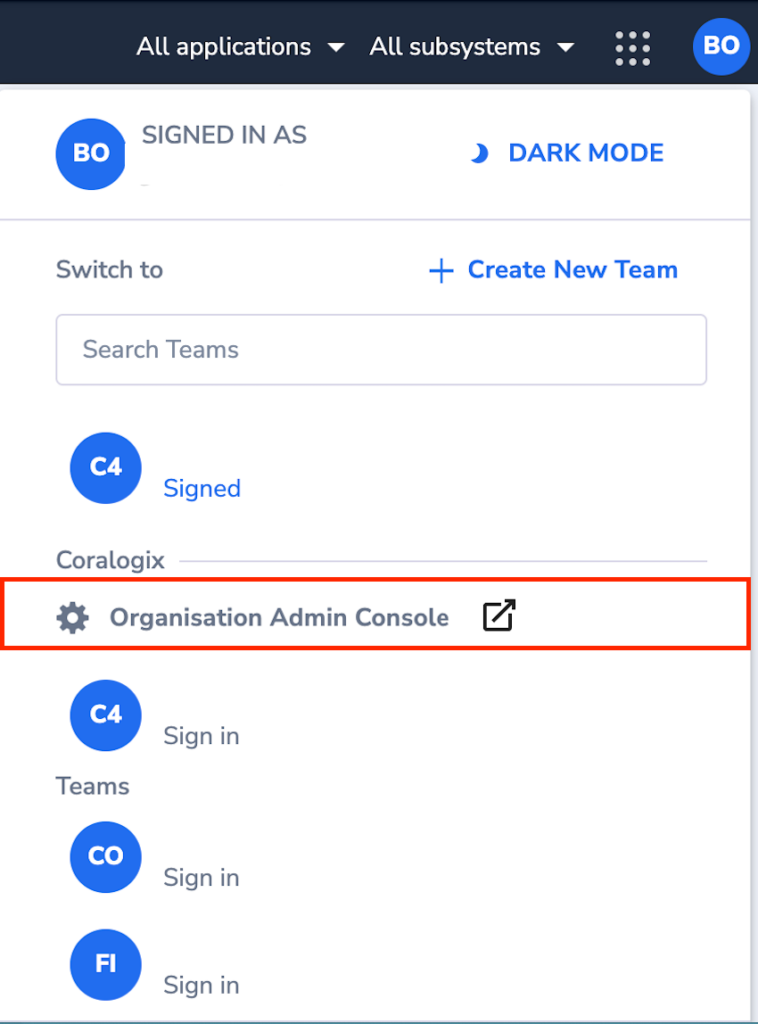 All applications All subsystems BO
BO SIGNED IN AS DARK MODE
Switch to Create New Team
Search Teams
C4 Signed
Coralogix
Organisation Admin Console
C4 Sign in
Teams
CO Sign in
FI Sign in